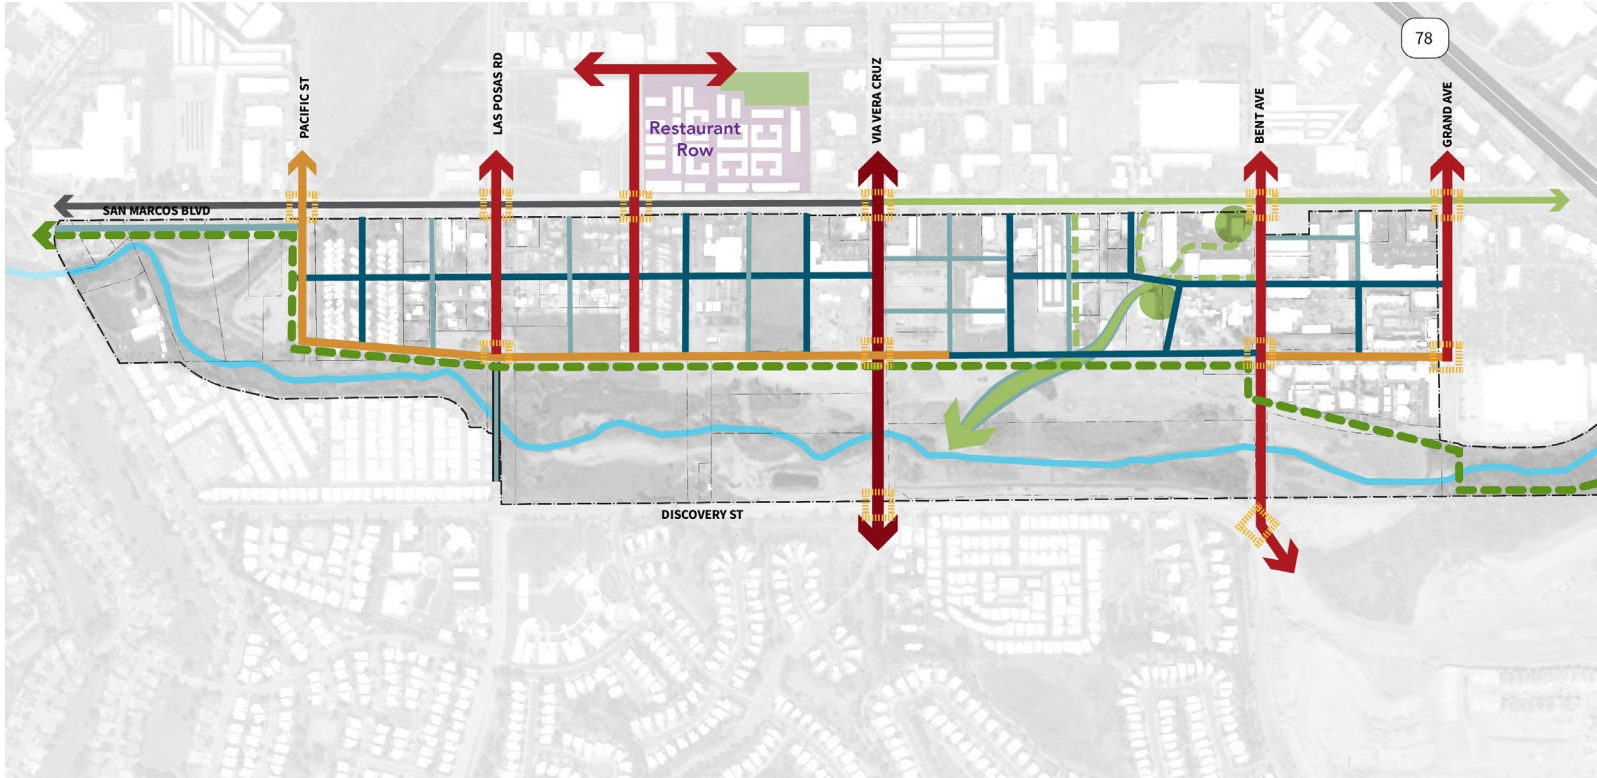 78
LAS POSAS RD
VIA VERA CRUZ
PACIFIC ST
BENT AVE
GRAND AVE
Restaurant
Row
SAN MARCOS BLVD
DISCOVERY ST